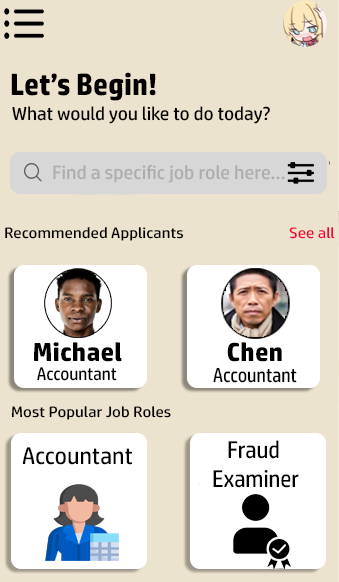 Let's Begin!
What would you like to do today?
Find a specific job role here...
Recommended Applicants
See all
Michael
Accountant
Chen
Accountant
Most Popular Job Roles
Accountant
Fraud
Examiner